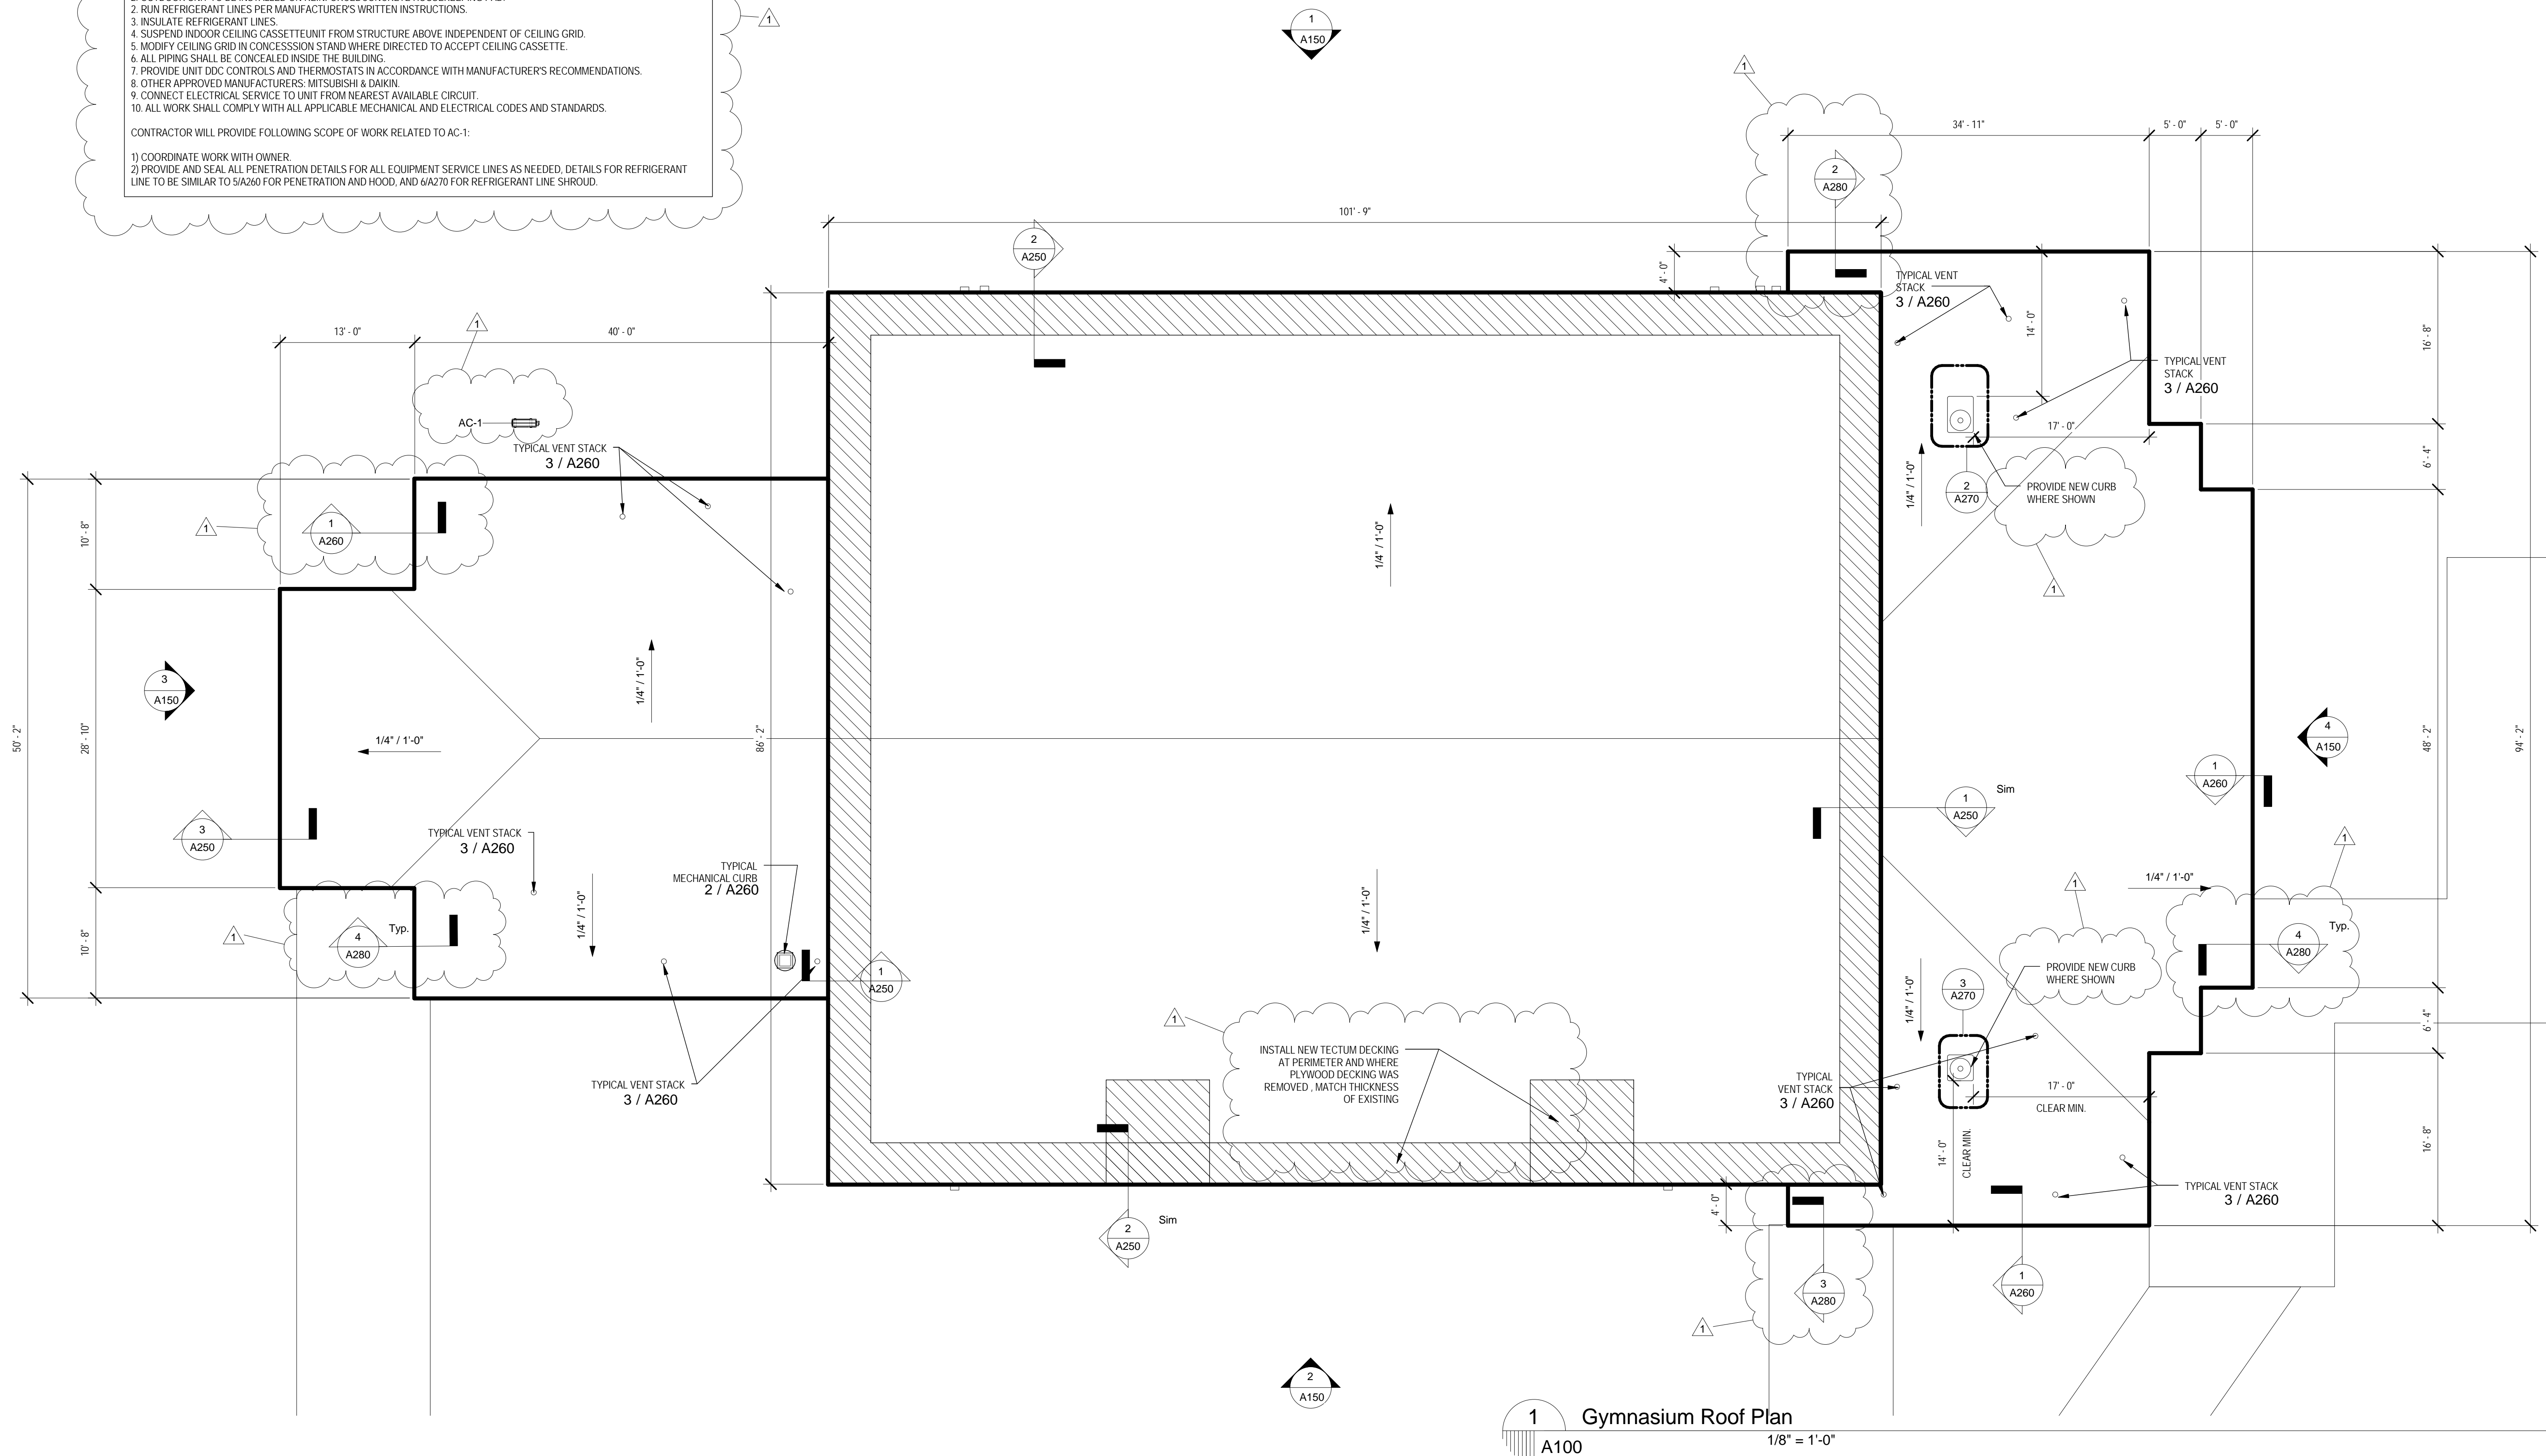 2. RUN REFRIGERANT LINES PER MANUFACTURER'S WRITTEN INSTRUCTIONS.
3. INSULATE REFRIGERANT LINES.
4. SUSPEND INDOOR CEILING CASSETTEUNIT FROM STRUCTURE ABOVE INDEPENDENT OF CEILING GRID.
5. MODIFY CEILING GRID IN CONCESSSION STAND WHERE DIRECTED TO ACCEPT CEILING CASSETTE.
6. ALL PIPING SHALL BE CONCEALED INSIDE THE BUILDING.
7. PROVIDE UNIT DDC CONTROLS AND THERMOSTATS IN ACCORDANCE WITH MANUFACTURER'S RECOMMENDATIONS.
8. OTHER APPROVED MANUFACTURERS: MITSUBISHI & DAIKIN.
9. CONNECT ELECTRICAL SERVICE TO UNIT FROM NEAREST AVAILABLE CIRCUIT.
10. ALL WORK SHALL COMPLY WITH ALL APPLICABLE MECHANICAL AND ELECTRICAL CODES AND STANDARDS.
CONTRACTOR WILL PROVIDE FOLLOWING SCOPE OF WORK RELATED TO AC-1:
1) COORDINATE WORK WITH OWNER.
2) PROVIDE AND SEAL ALL PENETRATION DETAILS FOR ALL EQUIPMENT SERVICE LINES AS NEEDED, DETAILS FOR REFRIGERANT
LINE TO BE SIMILAR TO 5/A260 FOR PENETRATION AND HOOD, AND 6/A270 FOR REFRIGERANT LINE SHROUD.
1
1
A150
1
34' - 11"
5' - 0"
5' - 0"
2
A280
101' - 9"
2
A250
4' - 0"
TYPICAL VENT
STACK
3 / A260
14' - 0"
16' - 8"
13' - 0"
40' - 0"
1
TYPICAL VENT
STACK
3 / A260
AC-1
TYPICAL VENT STACK
3 / A260
17' - 0"
6' - 4"
1/4" / 1'-0"
2
A270
PROVIDE NEW CURB
WHERE SHOWN
1
1
1
A260
10' - 8"
1/4" / 1'-0"
1/4" / 1'-0"
3
A150
50' - 2"
28' - 10"
1/4" / 1'-0"
86' - 2"
48' - 2"
94' - 2"
4
A150
1
A260
1
A250
Sim
3
A250
TYPICAL VENT STACK
3 / A260
TYPICAL
MECHANICAL CURB
2 / A260
1
1/4" / 1'-0"
1
1
4
A280
Typ.
10' - 8"
1/4" / 1'-0"
1/4" / 1'-0"
1
A250
4
A280
Typ.
PROVIDE NEW CURB
WHERE SHOWN
3
A270
1/4" / 1'-0"
6' - 4"
1
INSTALL NEW TECTUM DECKING
AT PERIMETER AND WHERE
PLYWOOD DECKING WAS
REMOVED , MATCH THICKNESS
OF EXISTING
TYPICAL VENT STACK
3 / A260
TYPICAL
VENT STACK
3 / A260
17' - 0"
CLEAR MIN.
14' - 0"
CLEAR MIN.
16' - 8"
TYPICAL VENT STACK
3 / A260
4' - 0"
2
A250
Sim
3
A280
1
A260
1
2
A150
1
A100
Gymnasium Roof Plan
1/8" = 1'-0"